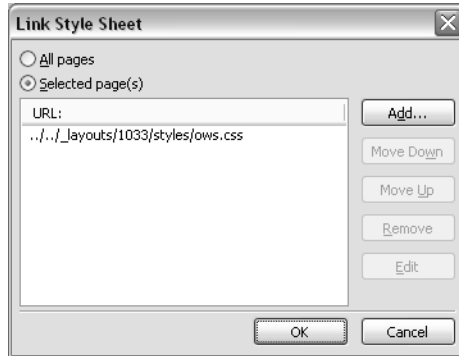 Link Style Sheet
All pages
Selected page(s)
URL:
../../_layouts/1033/styles/ows.css
Add...
Move Down
Move Up
Remove
Edit
OK
Cancel